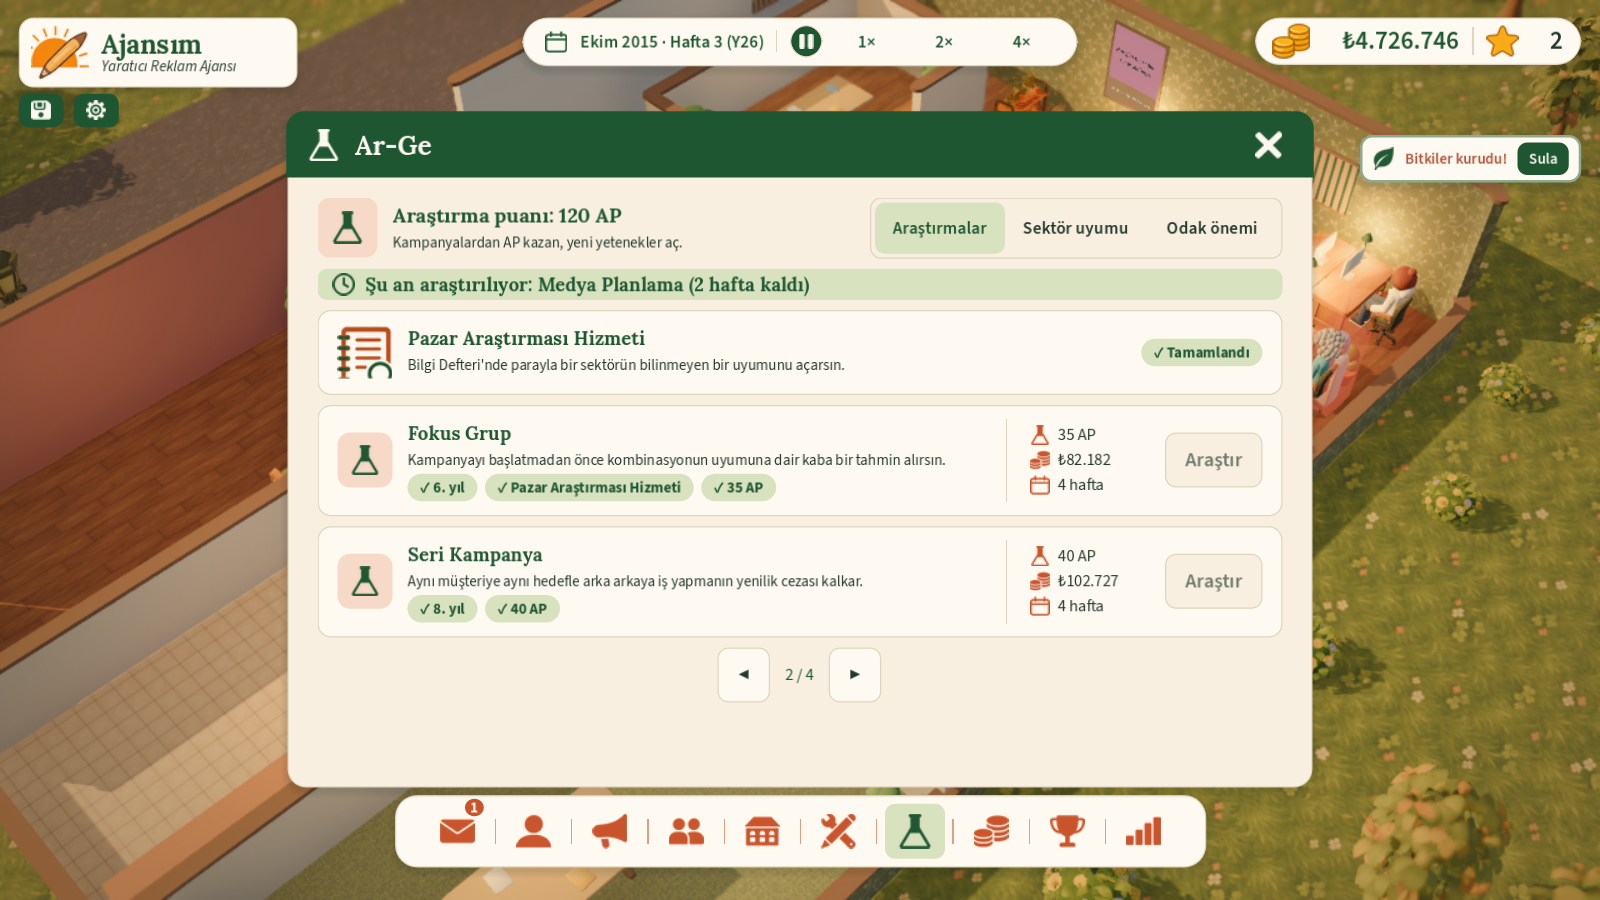 Ajansım
Yaratıcı Reklam Ajansı
Ekim 2015 · Hafta 3 (Y26)
1×
2×
4×
₺4.726.746
2
Bitkiler kurudu!
Sula
Ar-Ge
Araştırma puanı: 120 AP
Kampanyalardan AP kazan, yeni yetenekler aç.
Araştırmalar
Sektör uyumu
Odak önemi
Şu an araştırılıyor: Medya Planlama (2 hafta kaldı)
Pazar Araştırması Hizmeti
Bilgi Defteri'nde parayla bir sektörün bilinmeyen bir uyumunu açarsın.
✓ Tamamlandı
Fokus Grup
Kampanyayı başlatmadan önce kombinasyonun uyumuna dair kaba bir tahmin alırsın.
✓ 6. yıl
✓ Pazar Araştırması Hizmeti
✓ 35 AP
35 AP
₺82.182
4 hafta
Araştır
Seri Kampanya
Aynı müşteriye aynı hedefle arka arkaya iş yapmanın yenilik cezası kalkar.
✓ 8. yıl
✓ 40 AP
40 AP
₺102.727
4 hafta
Araştır
◄
2 / 4
►
1